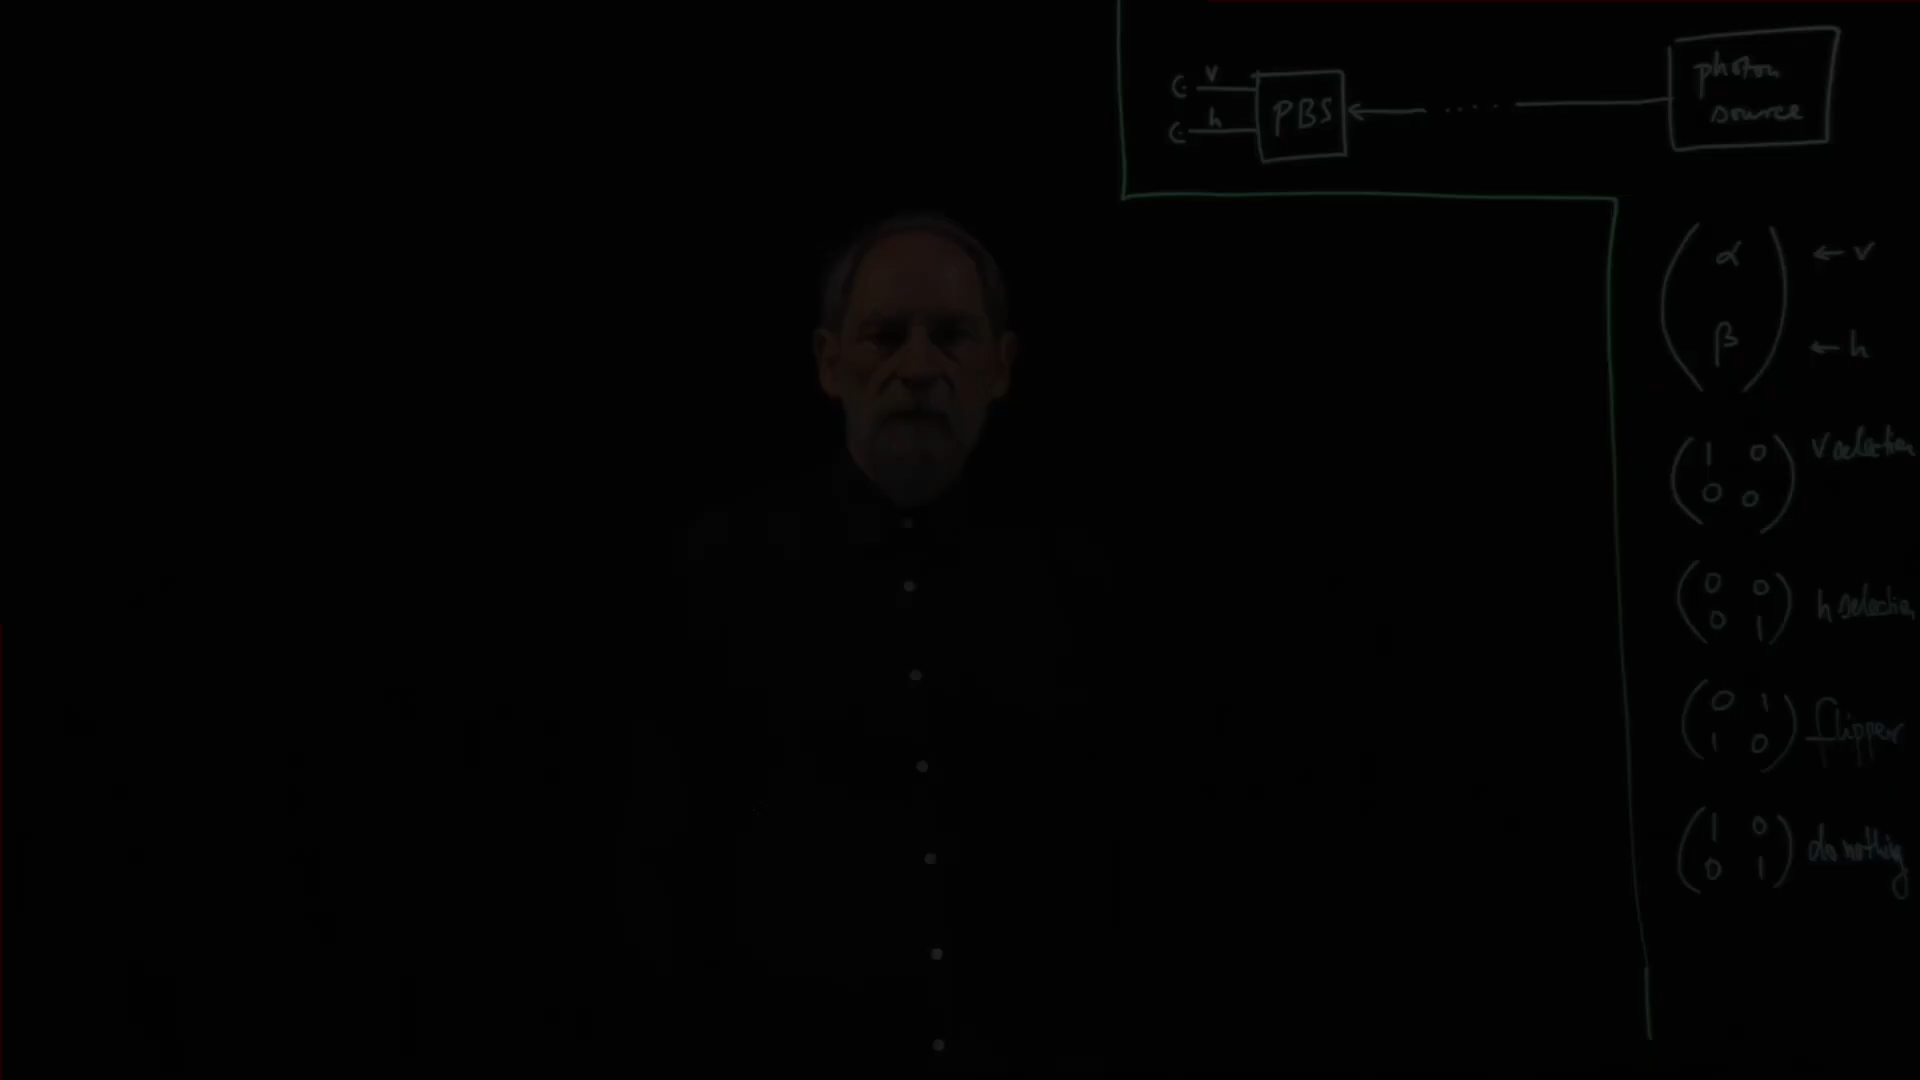 v
h
PBS
photon
source
α ← v
β ← h
1 0
0 0
v selection
0 0
0 1
h selection
0 1
1 0
flipper
1 0
0 1
do nothing